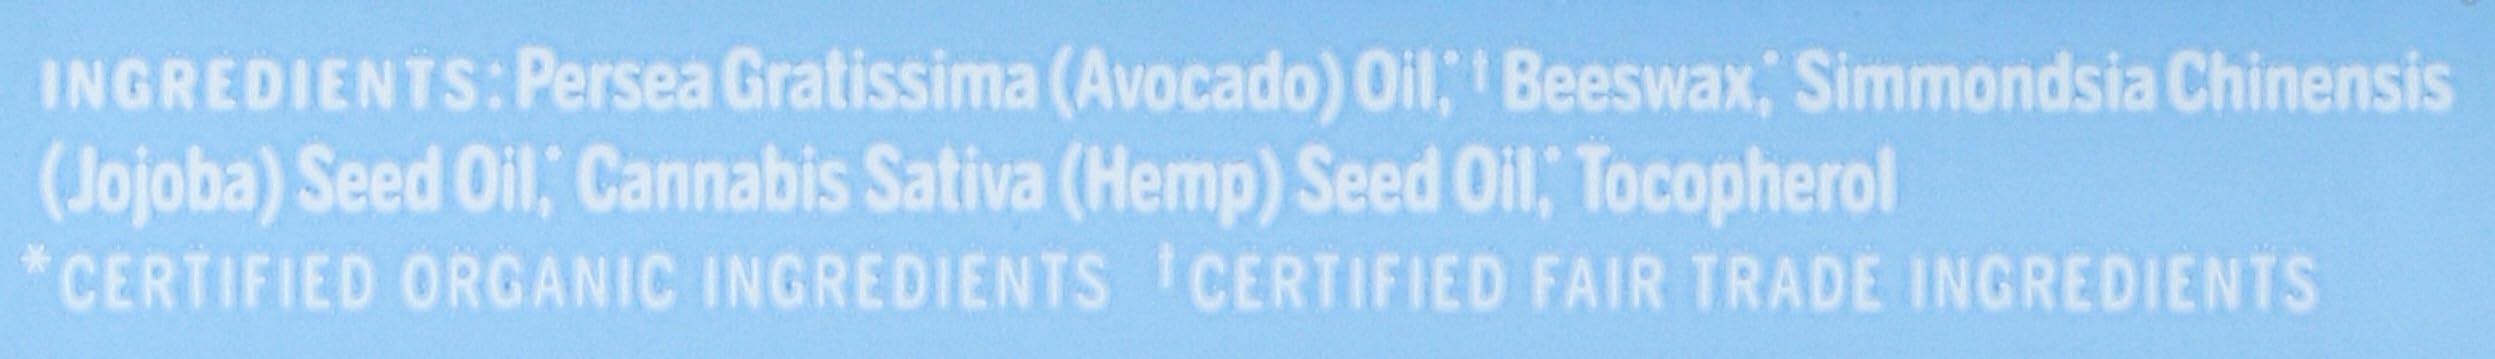 INGREDIENTS: Persea Gratissima (Avocado) Oil,*† Beeswax,* Simmondsia Chinensis
(Jojoba) Seed Oil,* Cannabis Sativa (Hemp) Seed Oil,* Tocopherol
*CERTIFIED ORGANIC INGREDIENTS †CERTIFIED FAIR TRADE INGREDIENTS